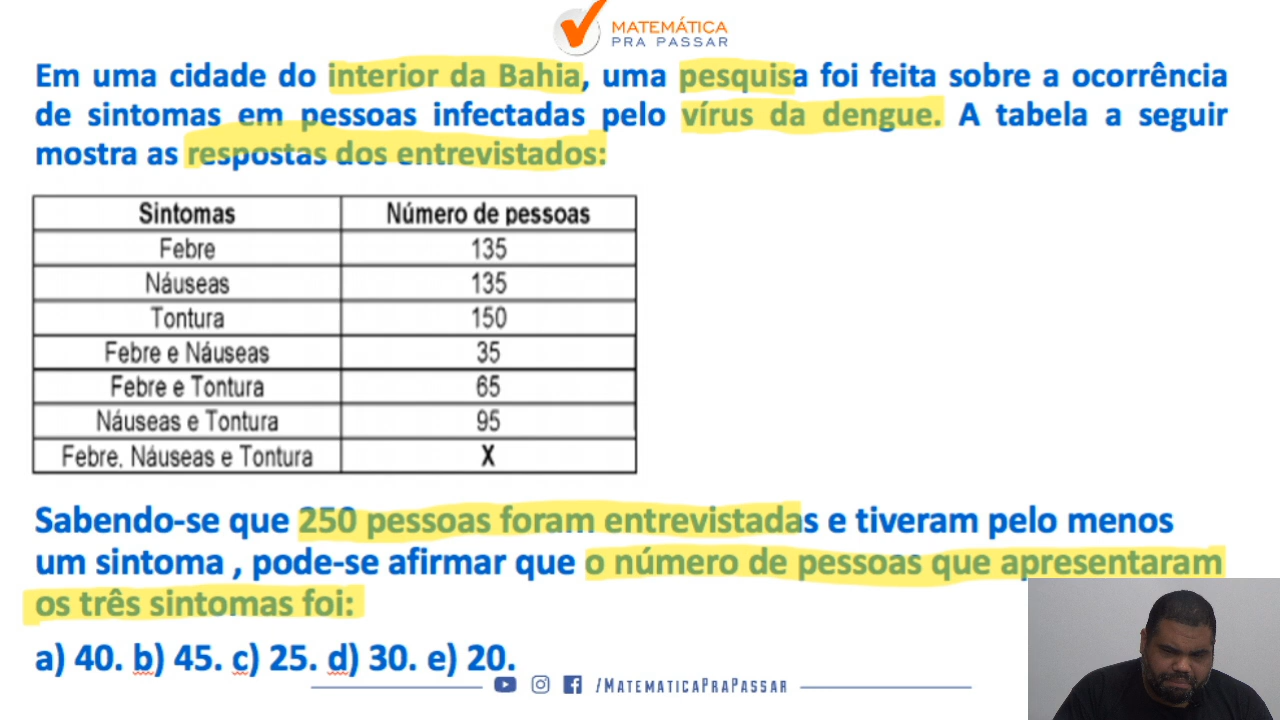 MATEMÁTICA
PRA PASSAR
Em uma cidade do interior da Bahia, uma pesquisa foi feita sobre a ocorrência
de sintomas em pessoas infectadas pelo vírus da dengue. A tabela a seguir
mostra as respostas dos entrevistados:
Sintomas Número de pessoas
Febre 135
Náuseas 135
Tontura 150
Febre e Náuseas 35
Febre e Tontura 65
Náuseas e Tontura 95
Febre, Náuseas e Tontura X
Sabendo-se que 250 pessoas foram entrevistadas e tiveram pelo menos
um sintoma , pode-se afirmar que o número de pessoas que apresentaram
os três sintomas foi:
a) 40. b) 45. c) 25. d) 30. e) 20.
/MATEMATICAPRAPASSAR